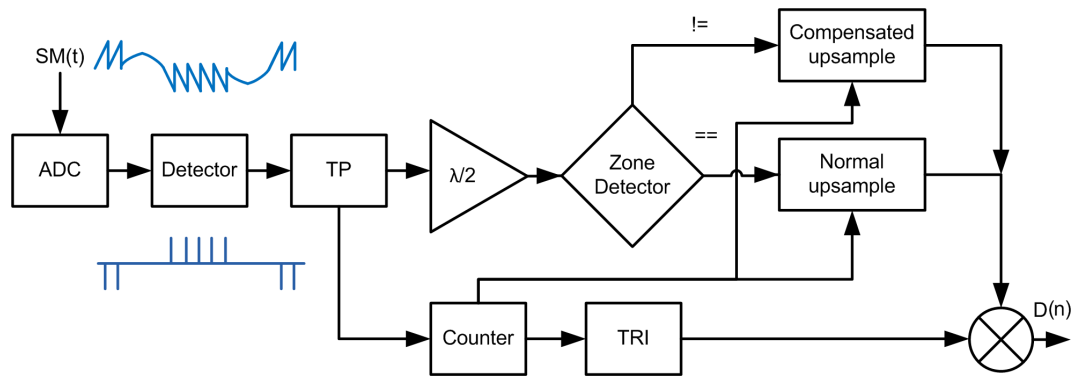 !=
Compensated
upsample
SM(t)
==
ADC
Detector
TP
λ/2
Zone
Detector
Normal
upsample
D(n)
Counter
TRI